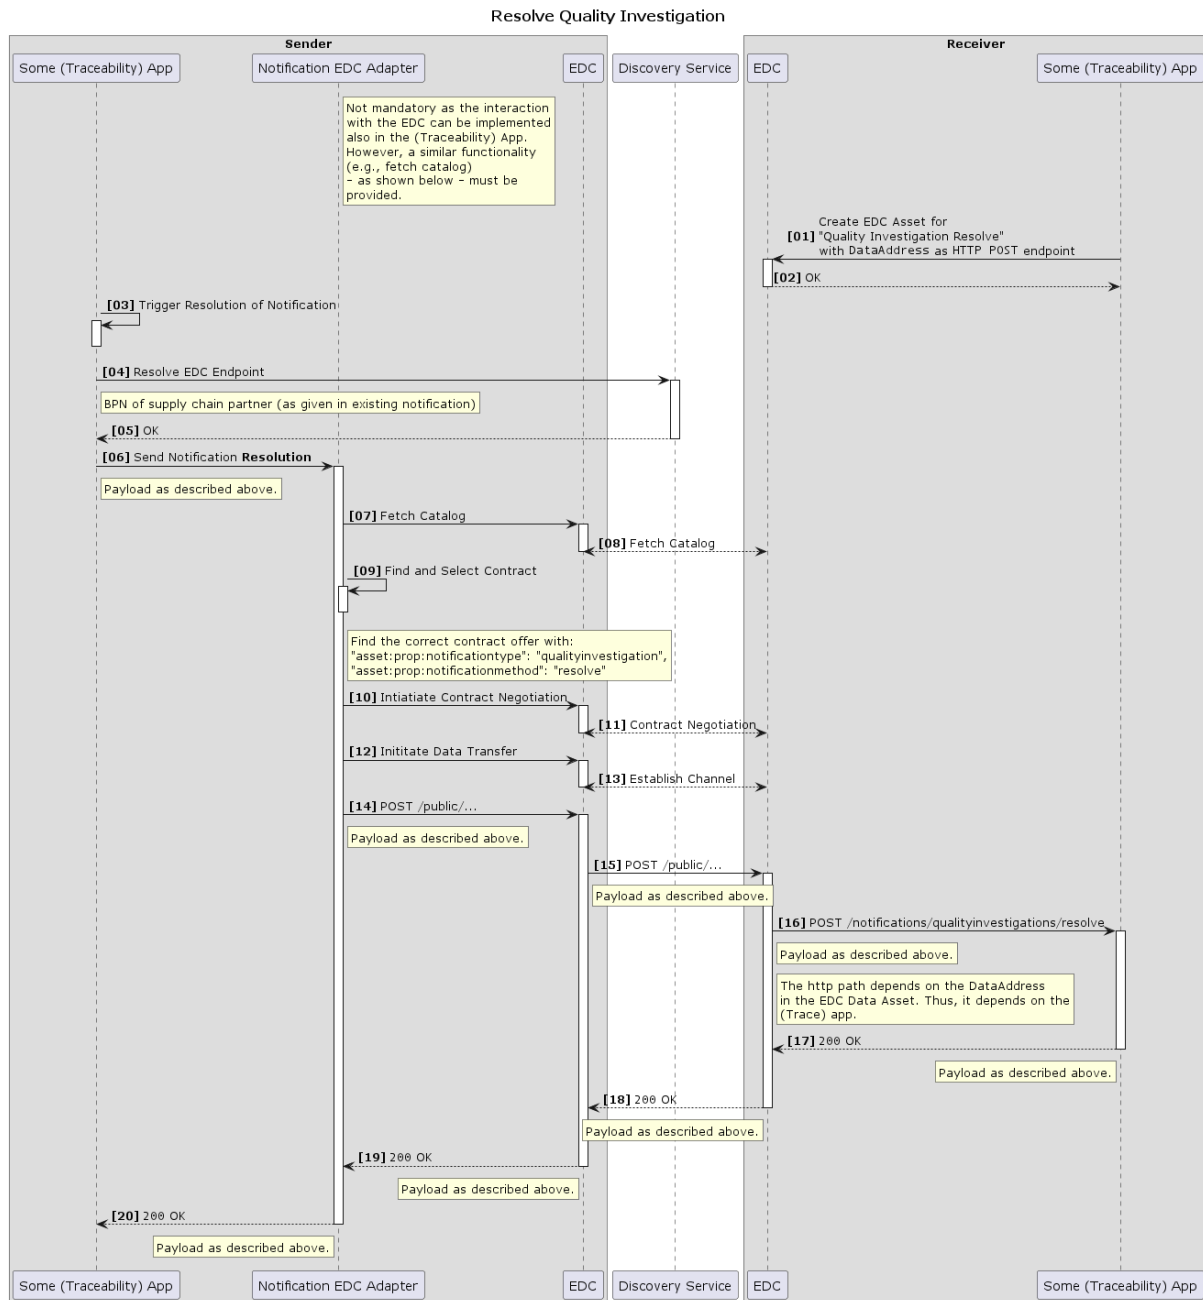 Resolve Quality Investigation
Sender
Receiver
Some (Traceability) App
Notification EDC Adapter
EDC
Discovery Service
EDC
Some (Traceability) App
Not mandatory as the interaction
with the EDC can be implemented
also in the (Traceability) App.
However, a similar functionality
(e.g., fetch catalog)
- as shown below - must be
provided.
Create EDC Asset for
[01] "Quality Investigation Resolve"
with DataAddress as HTTP POST endpoint
[02] OK
[03] Trigger Resolution of Notification
[04] Resolve EDC Endpoint
BPN of supply chain partner (as given in existing notification)
[05] OK
[06] Send Notification Resolution
Payload as described above.
[07] Fetch Catalog
[08] Fetch Catalog
[09] Find and Select Contract
Find the correct contract offer with:
"asset:prop:notificationtype": "qualityinvestigation",
"asset:prop:notificationmethod": "resolve"
[10] Intiatiate Contract Negotiation
[11] Contract Negotiation
[12] Inititate Data Transfer
[13] Establish Channel
[14] POST /public/...
Payload as described above.
[15] POST /public/...
Payload as described above.
[16] POST /notifications/qualityinvestigations/resolve
Payload as described above.
The http path depends on the DataAddress
in the EDC Data Asset. Thus, it depends on the
(Trace) app.
[17] 200 OK
Payload as described above.
[18] 200 OK
Payload as described above.
[19] 200 OK
Payload as described above.
[20] 200 OK
Payload as described above.
Some (Traceability) App
Notification EDC Adapter
EDC
Discovery Service
EDC
Some (Traceability) App